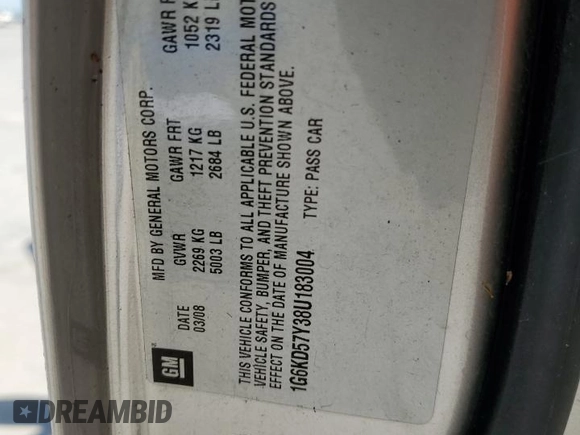 MFD BY GENERAL MOTORS CORP.
DATE GVWR GAWR FRT GAWR
03/08 2269 KG 1217 KG 1052
5003 LB 2684 LB 2319
GM
THIS VEHICLE CONFORMS TO ALL APPLICABLE U.S. FEDERAL
VEHICLE SAFETY, BUMPER, AND THEFT PREVENTION STANDARDS
IN EFFECT ON THE DATE OF MANUFACTURE SHOWN ABOVE.
1G6KD57Y38U183004 TYPE: PASS CAR
DREAMBID